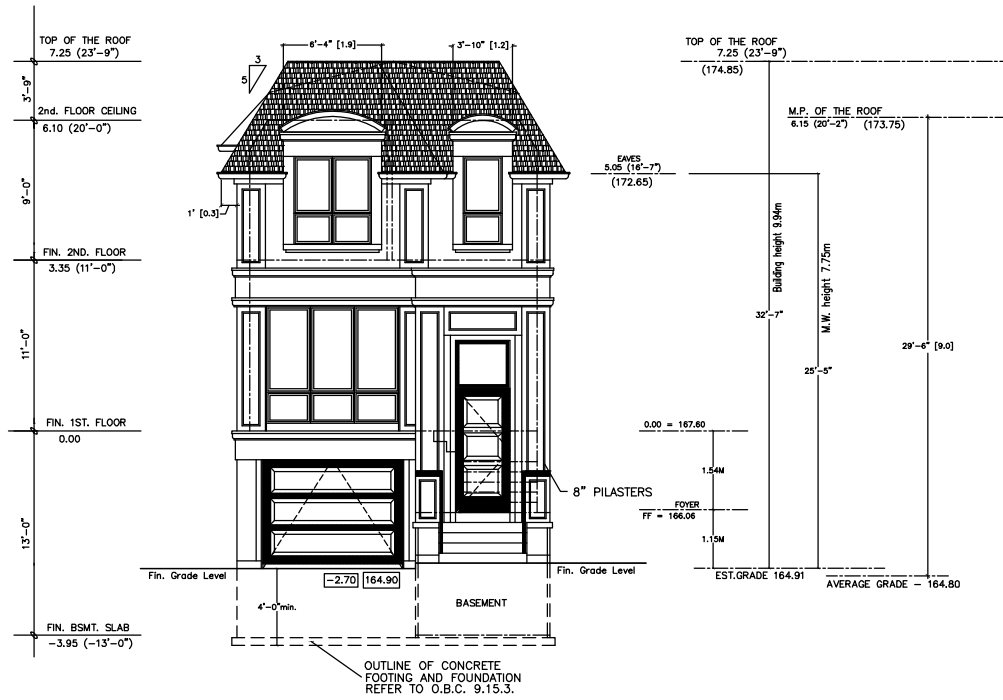 TOP OF THE ROOF
7.25 (23'-9")
3'-9"
2nd. FLOOR CEILING
6.10 (20'-0")
9'-0"
FIN. 2ND. FLOOR
3.35 (11'-0")
11'-0"
FIN. 1ST. FLOOR
0.00
13'-0"
FIN. BSMT. SLAB
-3.95 (-13'-0")
6'-4" [1.9]
3'-10" [1.2]
3
5
1' [0.3]
8" PILASTERS
Fin. Grade Level
-2.70 164.90
Fin. Grade Level
4'-0"min.
BASEMENT
OUTLINE OF CONCRETE
FOOTING AND FOUNDATION
REFER TO O.B.C. 9.15.3.
TOP OF THE ROOF
7.25 (23'-9")
(174.85)
M.P. OF THE ROOF
6.15 (20'-2") (173.75)
EAVES
5.05 (16'-7")
(172.65)
Building height 9.94m
32'-7"
M.W. height 7.75m
25'-5"
29'-6" [9.0]
0.00 = 167.60
1.54M
FOYER
FF = 166.06
1.15M
EST.GRADE 164.91
AVERAGE GRADE - 164.80